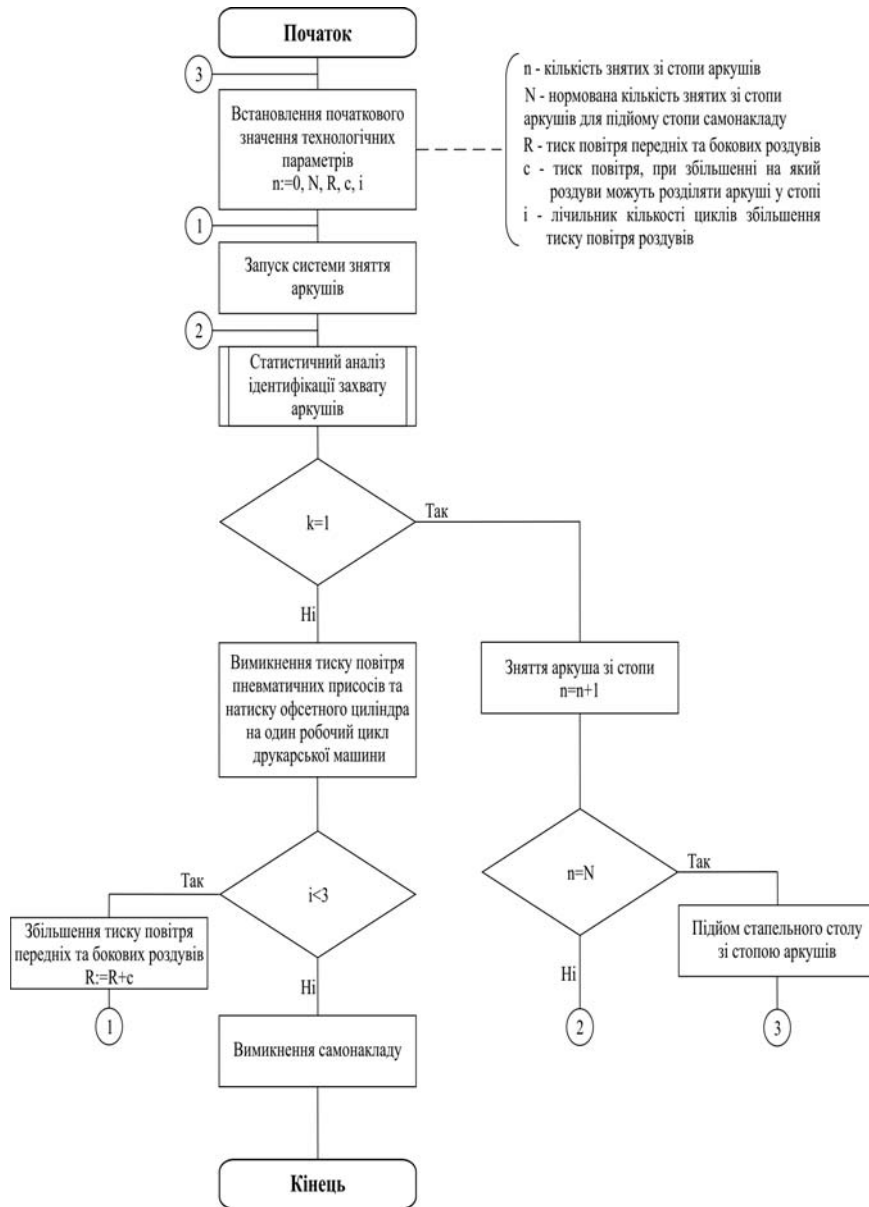 Початок
3
Встановлення початкового
значення технологічних
параметрів
n:=0, N, R, c, i
n - кількість знятих зі стопи аркушів
N - нормована кількість знятих зі стопи
аркушів для підйому стопи самонакладу
R - тиск повітря передніх та бокових роздувів
c - тиск повітря, при збільшенні на який
роздуви можуть розділяти аркуші у стопі
i - лічильник кількості циклів збільшення
тиску повітря роздувів
1
Запуск системи зняття
аркушів
2
Статистичний аналіз
ідентифікації захвату
аркушів
k=1
Так
Ні
Вимикнення тиску повітря
пневматичних присосів та
натиску офсетного циліндра
на один робочий цикл
друкарської машини
Зняття аркуша зі стопи
n=n+1
i<3
Так
Ні
n=N
Так
Ні
Збільшення тиску повітря
передніх та бокових роздувів
R:=R+c
1
Підйом стапельного столу
зі стопою аркушів
2
3
Вимикнення самонакладу
Кінець